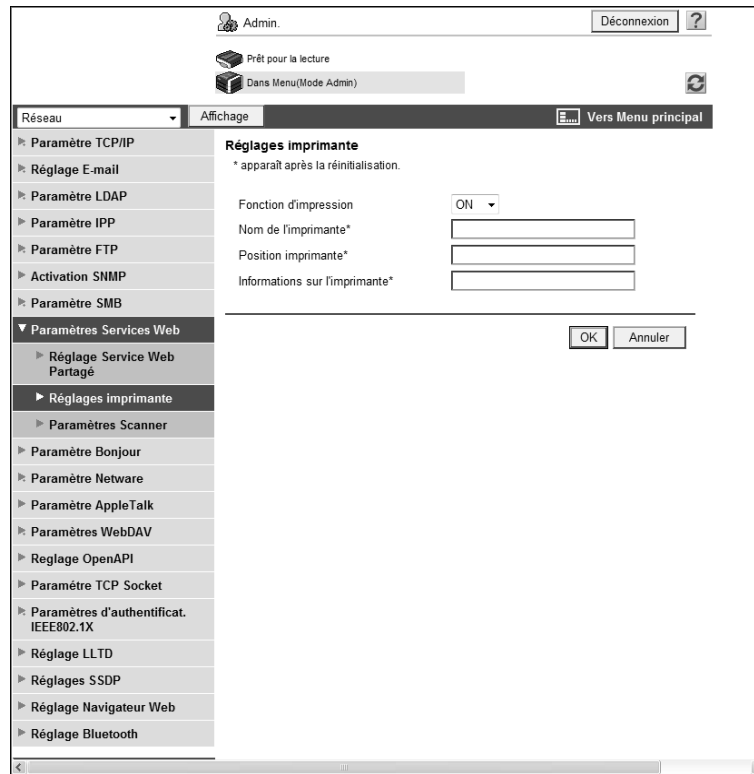 Admin.
Déconnexion
?
Prêt pour la lecture
Dans Menu(Mode Admin)
Réseau
Affichage
Vers Menu principal
Paramètre TCP/IP
Réglage E-mail
Paramètre LDAP
Paramètre IPP
Paramètre FTP
Activation SNMP
Paramètre SMB
Paramètres Services Web
Réglage Service Web
Partagé
Réglages imprimante
Paramètres Scanner
Paramètre Bonjour
Paramètre Netware
Paramètre AppleTalk
Paramètres WebDAV
Reglage OpenAPI
Paramétre TCP Socket
Paramètres d'authentificat.
IEEE802.1X
Réglage LLTD
Réglages SSDP
Réglage Navigateur Web
Réglage Bluetooth
Réglages imprimante
* apparaît après la réinitialisation.
Fonction d'impression ON
Nom de l'imprimante*
Position imprimante*
Informations sur l'imprimante*
OK Annuler